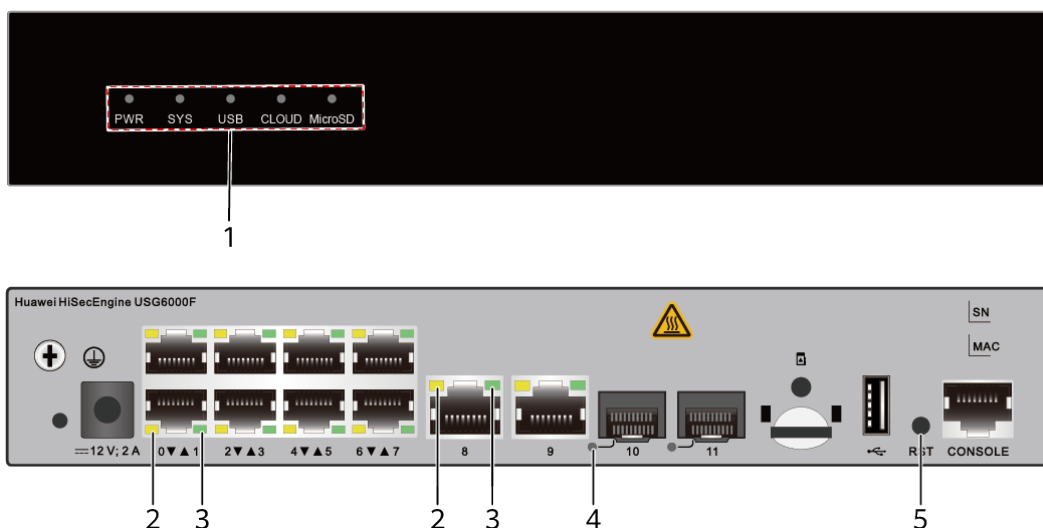 PWR SYS USB CLOUD MicroSD
1
Huawei HiSecEngine USG6000F
SN
MAC
12 V; 2 A 0▼▲1 2▼▲3 4▼▲5 6▼▲7 8 9 10 11 RST CONSOLE
2 3 2 3 4 5